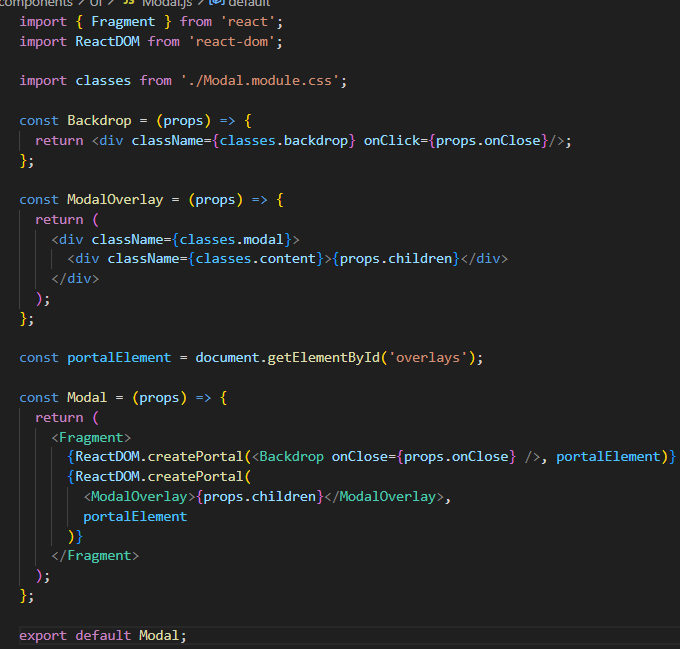 components > UI > JS Modal.js > default
import { Fragment } from 'react';
import ReactDOM from 'react-dom';
import classes from './Modal.module.css';
const Backdrop = (props) => {
return <div className={classes.backdrop} onClick={props.onClose}/>;
};
const ModalOverlay = (props) => {
return (
<div className={classes.modal}>
<div className={classes.content}>{props.children}</div>
</div>
);
};
const portalElement = document.getElementById('overlays');
const Modal = (props) => {
return (
<Fragment>
{ReactDOM.createPortal(<Backdrop onClose={props.onClose} />, portalElement)}
{ReactDOM.createPortal(
<ModalOverlay>{props.children}</ModalOverlay>,
portalElement
)}
</Fragment>
);
};
export default Modal;